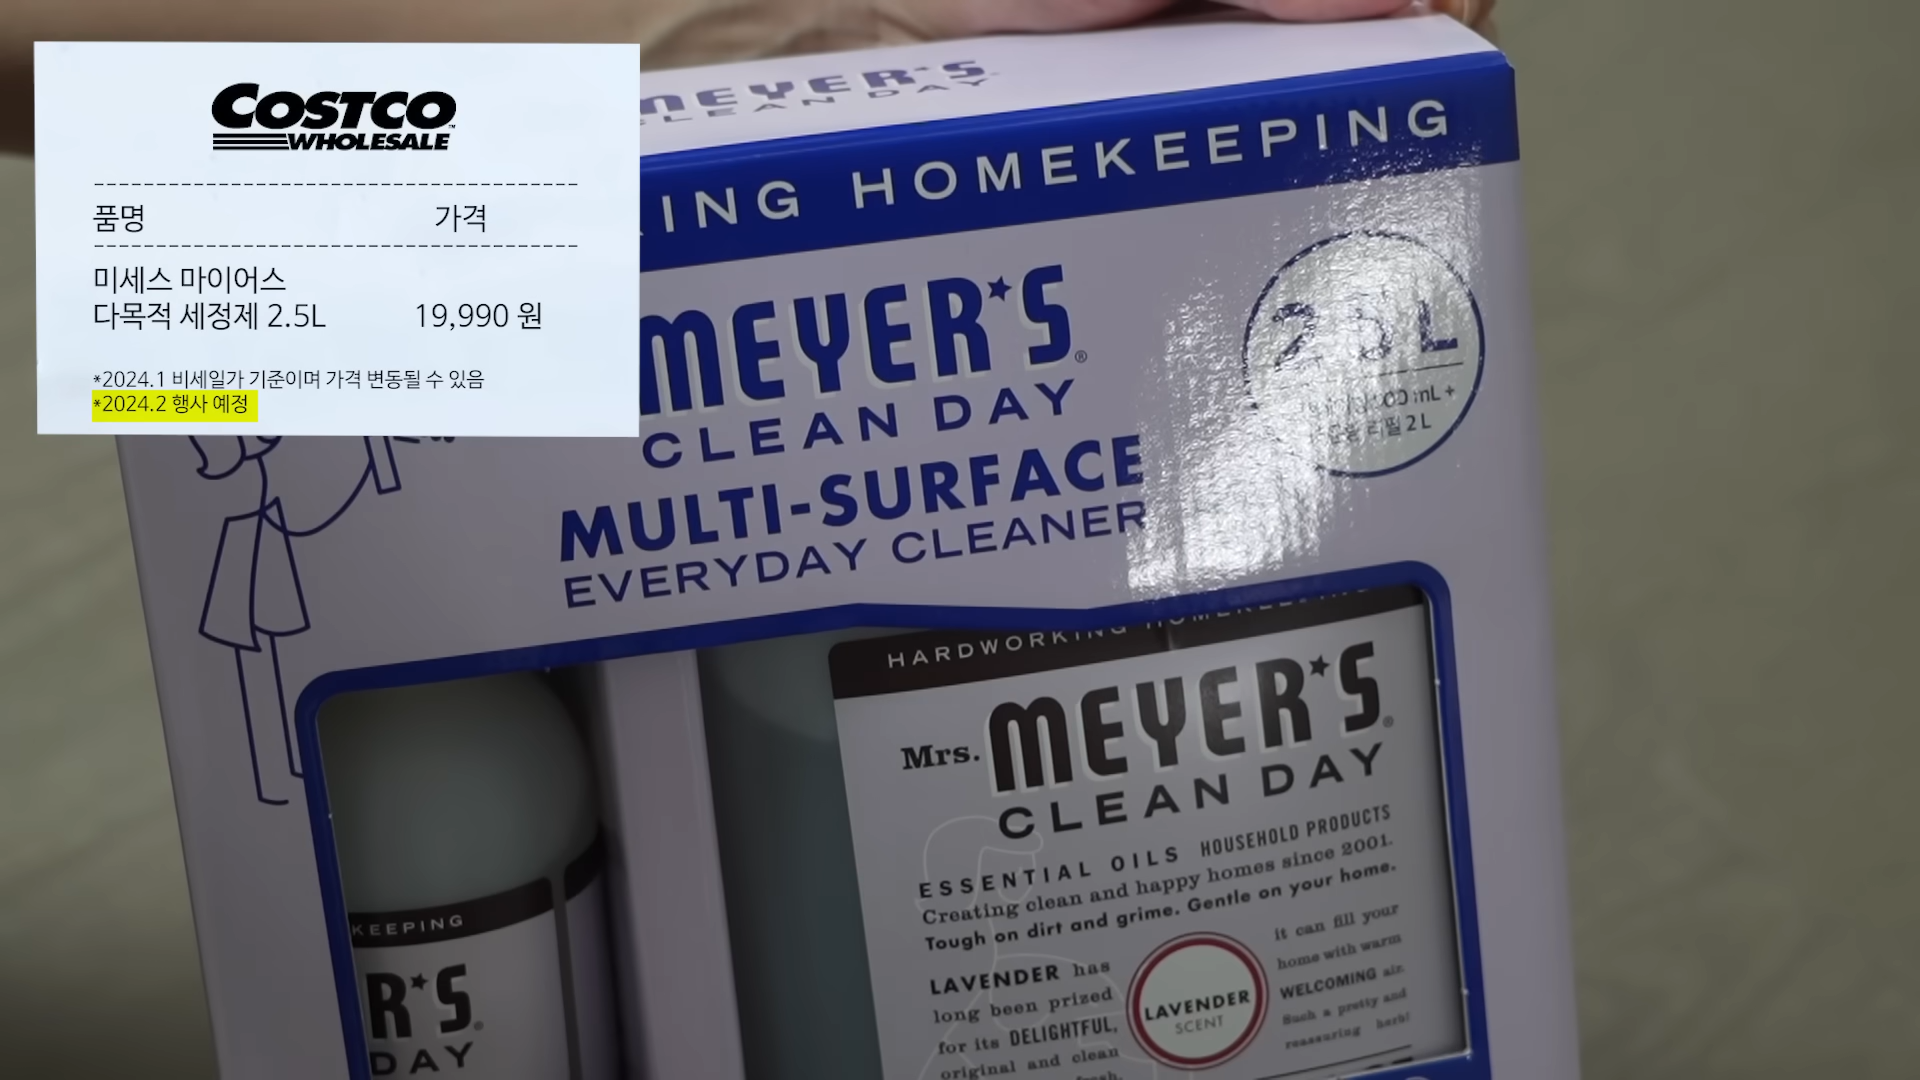 COSTCO
WHOLESALE
품명 가격
미세스 마이어스
다목적 세정제 2.5L 19,990 원
*2024.1 비세일가 기준이며 가격 변동될 수 있음
*2024.2 행사 예정
MEYER'S
CLEAN DAY
KING HOMEKEEPING
MEYER'S®
CLEAN DAY
MULTI-SURFACE
EVERYDAY CLEANER
2.5L
리필 2L
HARDWORKING HOMEKEEPING
Mrs. MEYER'S®
CLEAN DAY
ESSENTIAL OILS HOUSEHOLD PRODUCTS
Creating clean and happy homes since 2001.
Tough on dirt and grime. Gentle on your home.
LAVENDER has
long been prized
for its DELIGHTFUL,
original and clean
fresh,
LAVENDER
SCENT
it can fill your
home with warm
WELCOMING air.
Such a pretty and
reassuring herb!
KEEPING
R'S®
DAY